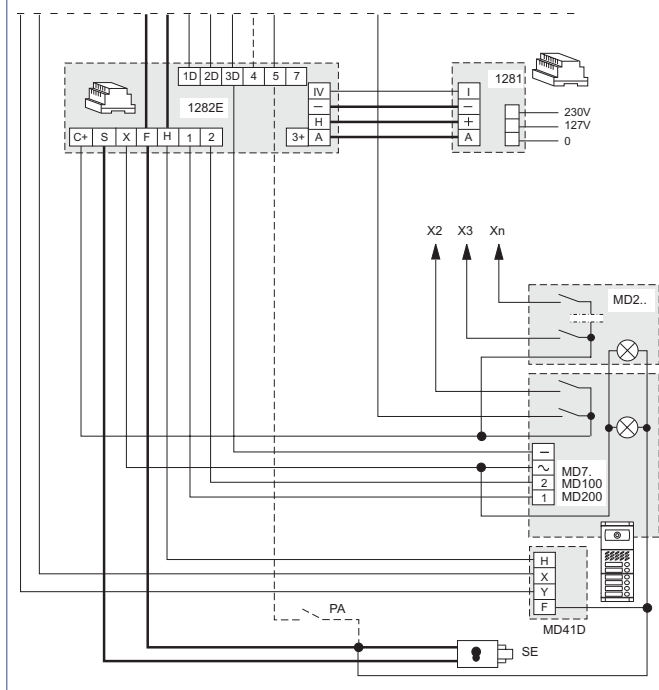 1D 2D 3D 4 5 7
1282E
IV
–
H
3+ A
C+ S X F H 1 2
1281
I
–
+
A
230V
127V
0
X2 X3 Xn
MD2..
–
~
2
1
MD7.
MD100
MD200
H
X
Y
F
MD41D
PA
SE